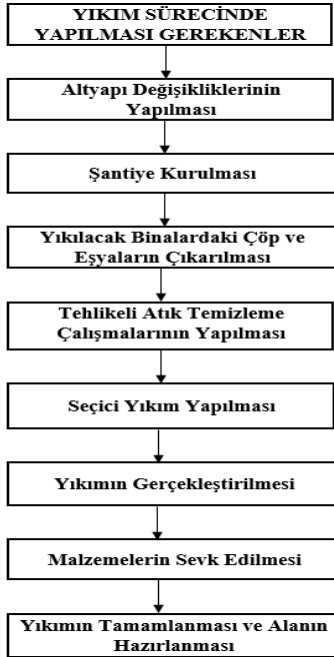 YIKIM SÜRECİNDE
YAPILMASI GEREKENLER
Altyapı Değişikliklerinin
Yapılması
Şantiye Kurulması
Yıkılacak Binalardaki Çöp ve
Eşyaların Çıkarılması
Tehlikeli Atık Temizleme
Çalışmalarının Yapılması
Seçici Yıkım Yapılması
Yıkımın Gerçekleştirilmesi
Malzemelerin Sevk Edilmesi
Yıkımın Tamamlanması ve Alanın
Hazırlanması